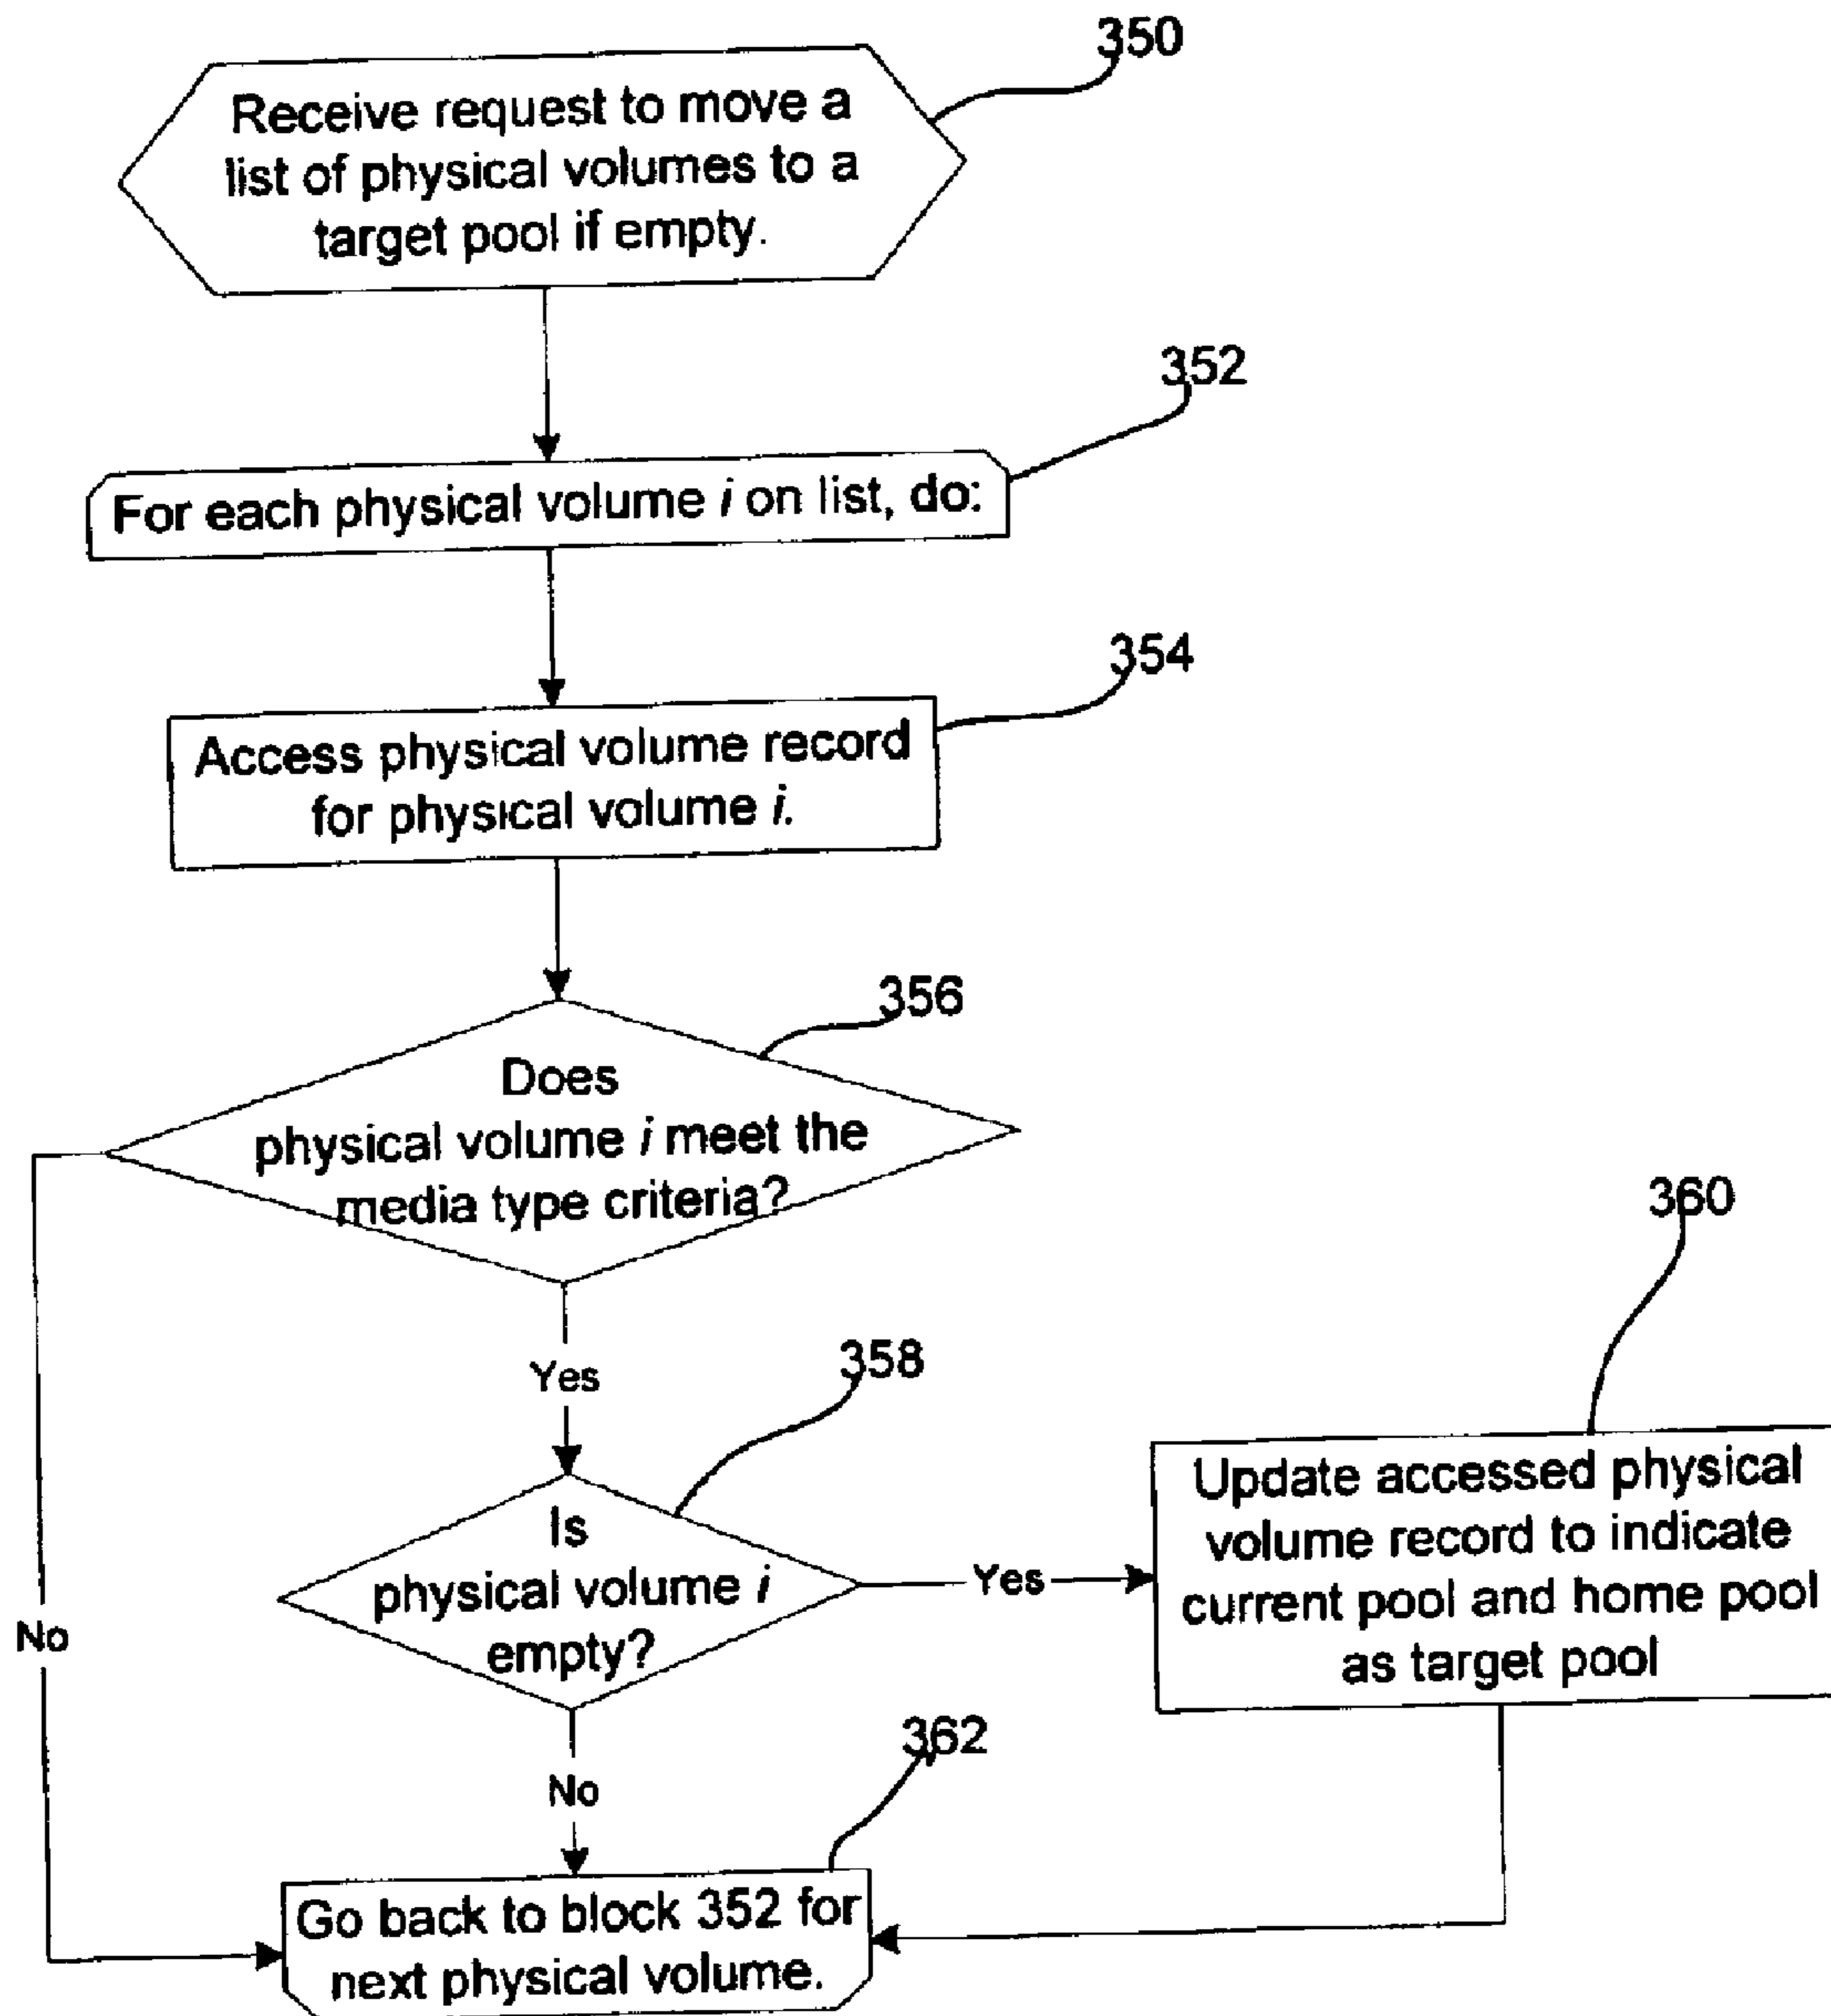 350
Receive request to move a
list of physical volumes to a
target pool if empty.
352
For each physical volume i on list, do:
354
Access physical volume record
for physical volume i.
356
Does
physical volume i meet the
media type criteria?
360
Yes
358
Is
physical volume i
empty?
Yes
Update accessed physical
volume record to indicate
current pool and home pool
as target pool
No
No
362
Go back to block 352 for
next physical volume.